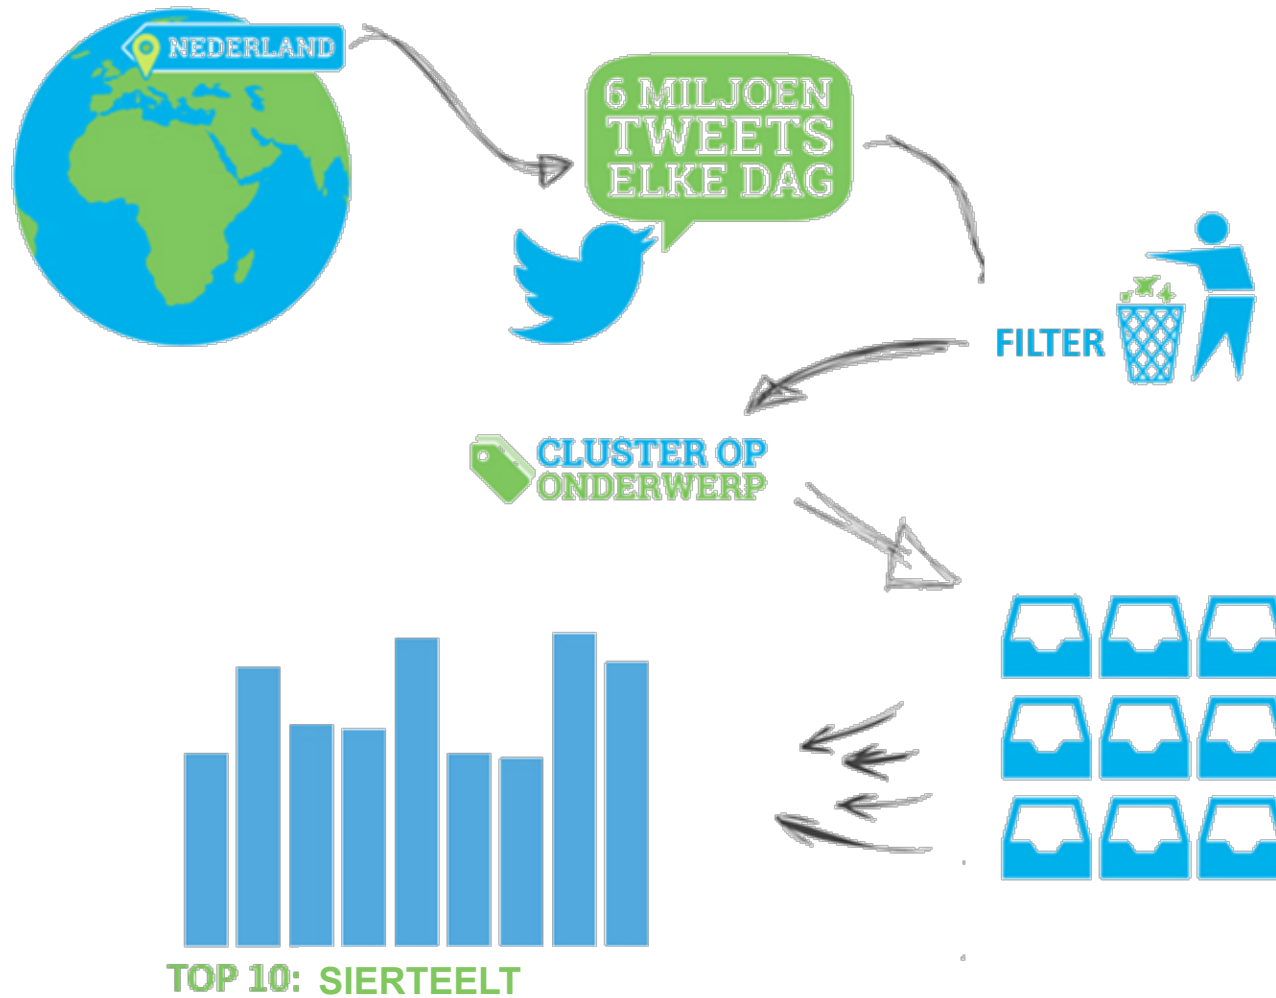 NEDERLAND
6 MILJOEN
TWEETS
ELKE DAG
FILTER
CLUSTER OP
ONDERWERP
TOP 10: SIERTEELT